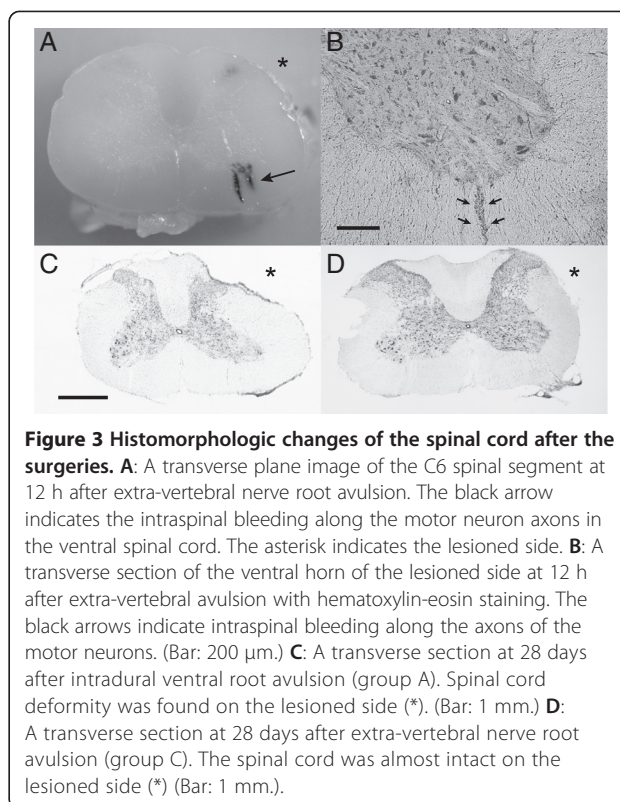 A
*
B
C
*
D
*
Figure 3 Histomorphologic changes of the spinal cord after the
surgeries. A: A transverse plane image of the C6 spinal segment at
12 h after extra-vertebral nerve root avulsion. The black arrow
indicates the intraspinal bleeding along the motor neuron axons in
the ventral spinal cord. The asterisk indicates the lesioned side. B: A
transverse section of the ventral horn of the lesioned side at 12 h
after extra-vertebral avulsion with hematoxylin-eosin staining. The
black arrows indicate intraspinal bleeding along the axons of the
motor neurons. (Bar: 200 μm.) C: A transverse section at 28 days
after intradural ventral root avulsion (group A). Spinal cord
deformity was found on the lesioned side (*). (Bar: 1 mm.) D:
A transverse section at 28 days after extra-vertebral nerve root
avulsion (group C). The spinal cord was almost intact on the
lesioned side (*) (Bar: 1 mm.).